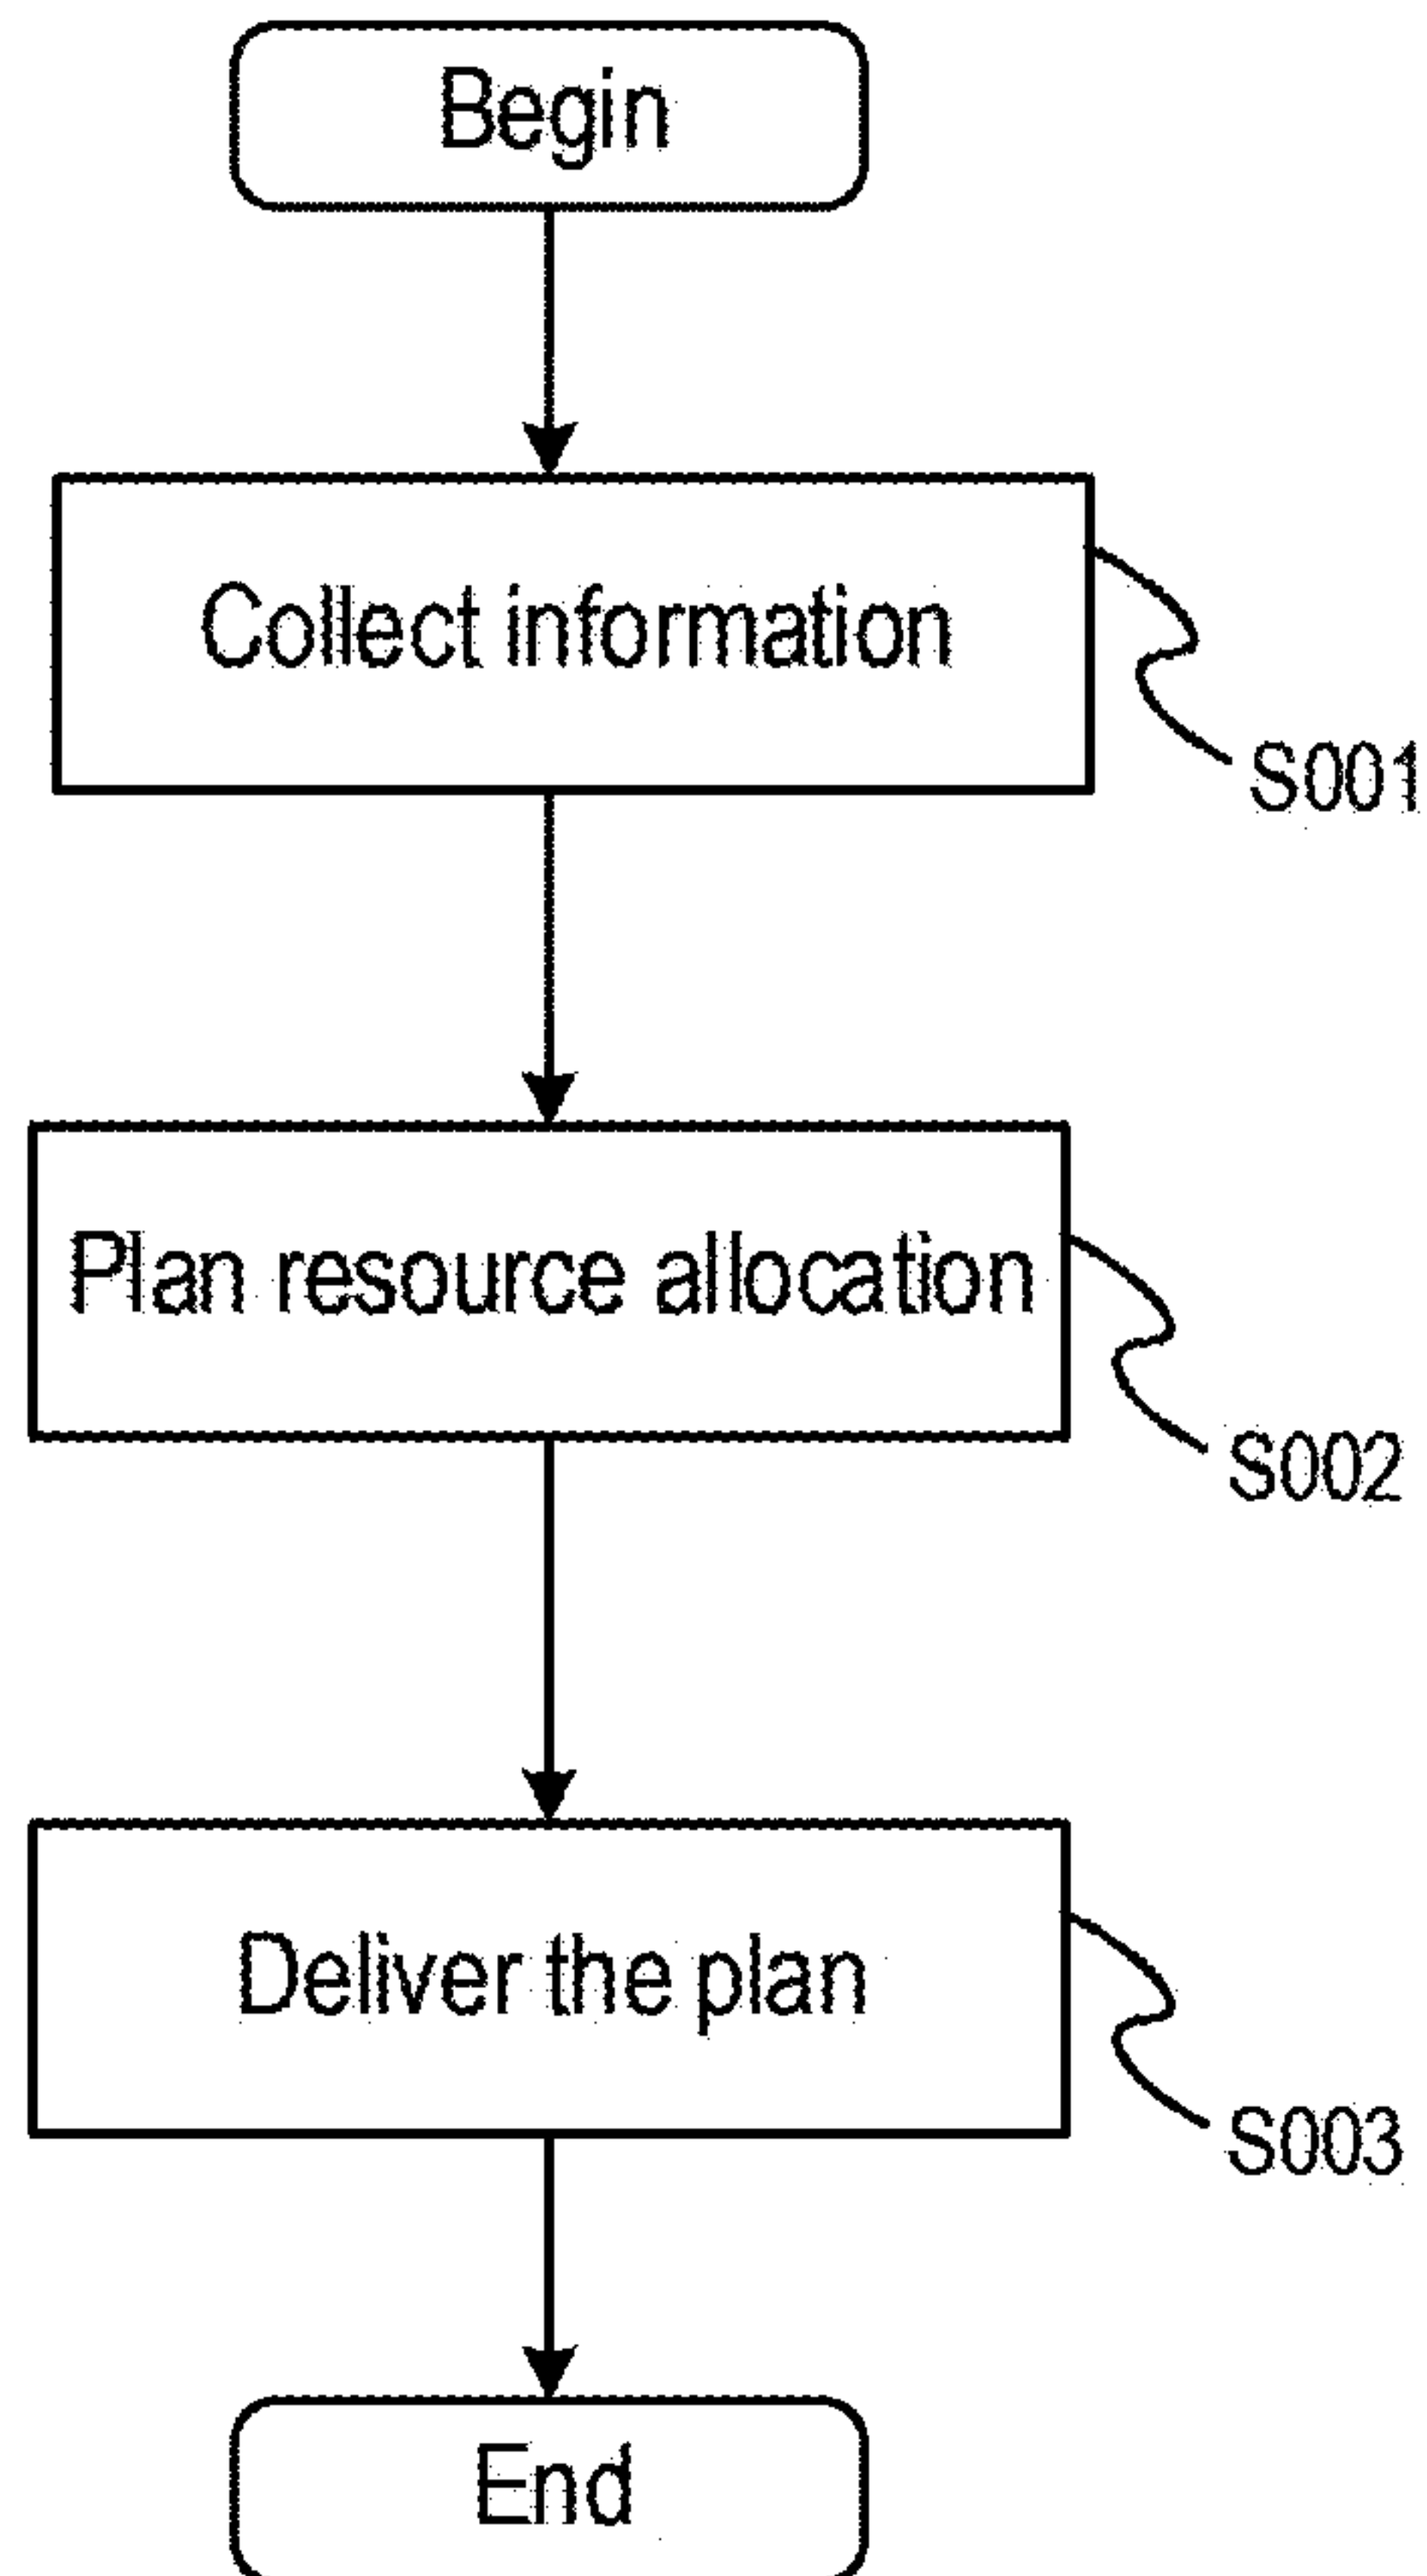 Begin
Collect information
S001
Plan resource allocation
S002
Deliver the plan
S003
End